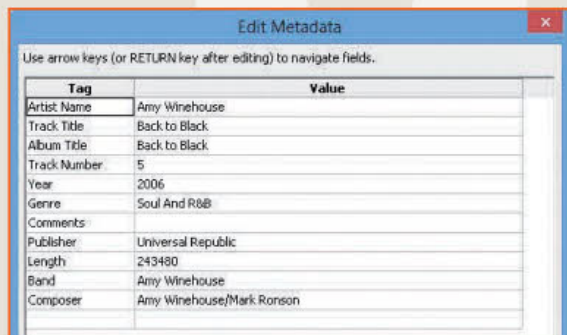 Edit Metadata
Use arrow keys (or RETURN key after editing) to navigate fields.
Tag Value
Artist Name Amy Winehouse
Track Title Back to Black
Album Title Back to Black
Track Number 5
Year 2006
Genre Soul And R&B
Comments
Publisher Universal Republic
Length 243480
Band Amy Winehouse
Composer Amy Winehouse/Mark Ronson